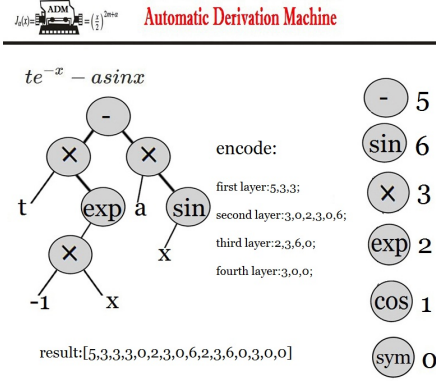 Jₐ(x)= ADM =(x/2)^2m+α Automatic Derivation Machine
te^−x − asinx
- 5
sin 6
× 3
exp 2
cos 1
sym 0
-
× ×
t exp a sin
× x
-1 x
encode:
first layer:5,3,3;
second layer:3,0,2,3,0,6;
third layer:2,3,6,0;
fourth layer:3,0,0;
result:[5,3,3,3,0,2,3,0,6,2,3,6,0,3,0,0]